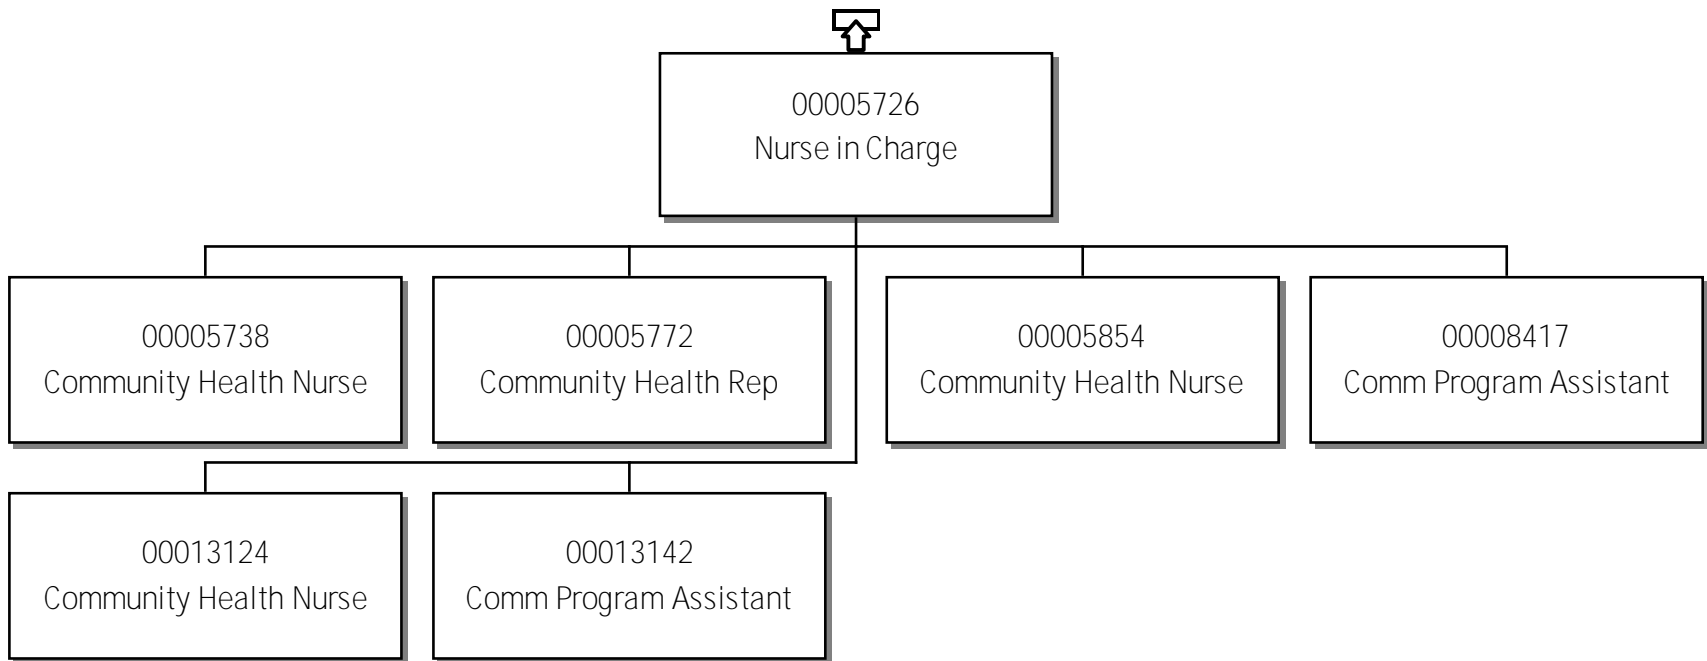 00005726
Nurse in Charge
00005738
Community Health Nurse
00005772
Community Health Rep
00005854
Community Health Nurse
00008417
Comm Program Assistant
00013124
Community Health Nurse
00013142
Comm Program Assistant